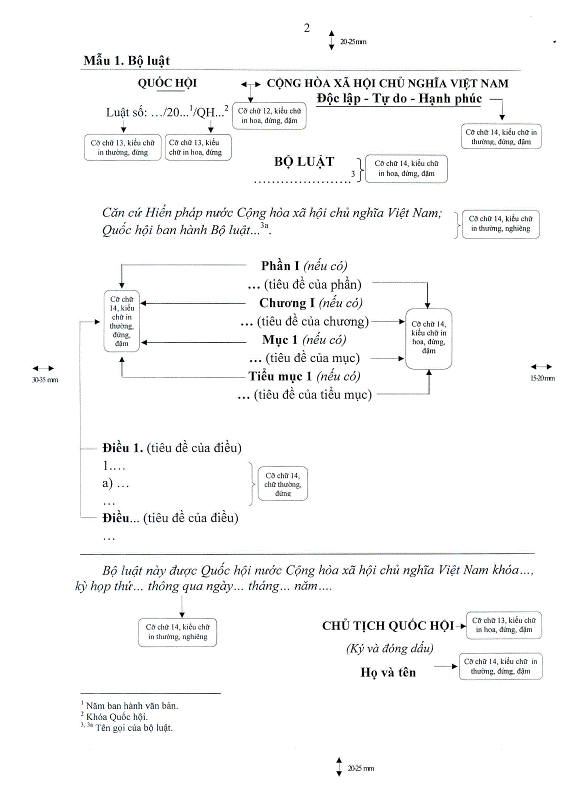 2
20-25mm
Mẫu 1. Bộ luật
QUỐC HỘI
CỘNG HÒA XÃ HỘI CHỦ NGHĨA VIỆT NAM
Độc lập - Tự do - Hạnh phúc
Luật số: …/20...1/QH...2
Cỡ chữ 12, kiểu chữ
in hoa, đứng, đậm
Cỡ chữ 13, kiểu chữ
in thường, đứng
Cỡ chữ 13, kiểu
chữ in hoa, đứng
Cỡ chữ 14, kiểu chữ in
thường, đứng, đậm
BỘ LUẬT
…………………3
Cỡ chữ 14, kiểu chữ
in hoa, đứng, đậm
Căn cứ Hiến pháp nước Cộng hòa xã hội chủ nghĩa Việt Nam;
Quốc hội ban hành Bộ luật...3a.
Cỡ chữ 14, kiểu chữ
in thường, nghiêng
Phần I (nếu có)
… (tiêu đề của phần)
Chương I (nếu có)
… (tiêu đề của chương)
Mục 1 (nếu có)
… (tiêu đề của mục)
Tiểu mục 1 (nếu có)
… (tiêu đề của tiểu mục)
Cỡ chữ
14, kiểu
chữ in
thường,
đứng,
đậm
Cỡ chữ 14,
kiểu chữ in
hoa, đứng,
đậm
30-35 mm
15-20 mm
Điều 1. (tiêu đề của điều)
1.…
a) …
…
Điều... (tiêu đề của điều)
…
Cỡ chữ 14,
chữ thường,
đứng
Bộ luật này được Quốc hội nước Cộng hòa xã hội chủ nghĩa Việt Nam khóa…,
kỳ họp thứ… thông qua ngày… tháng… năm….
Cỡ chữ 14, kiểu chữ
in thường, nghiêng
CHỦ TỊCH QUỐC HỘI
Cỡ chữ 13, kiểu chữ
in hoa, đứng, đậm
(Ký và đóng dấu)
Họ và tên
Cỡ chữ 14, kiểu chữ in
thường, đứng, đậm
1 Năm ban hành văn bản.
2 Khóa Quốc hội.
3, 3a Tên gọi của bộ luật.
20-25 mm